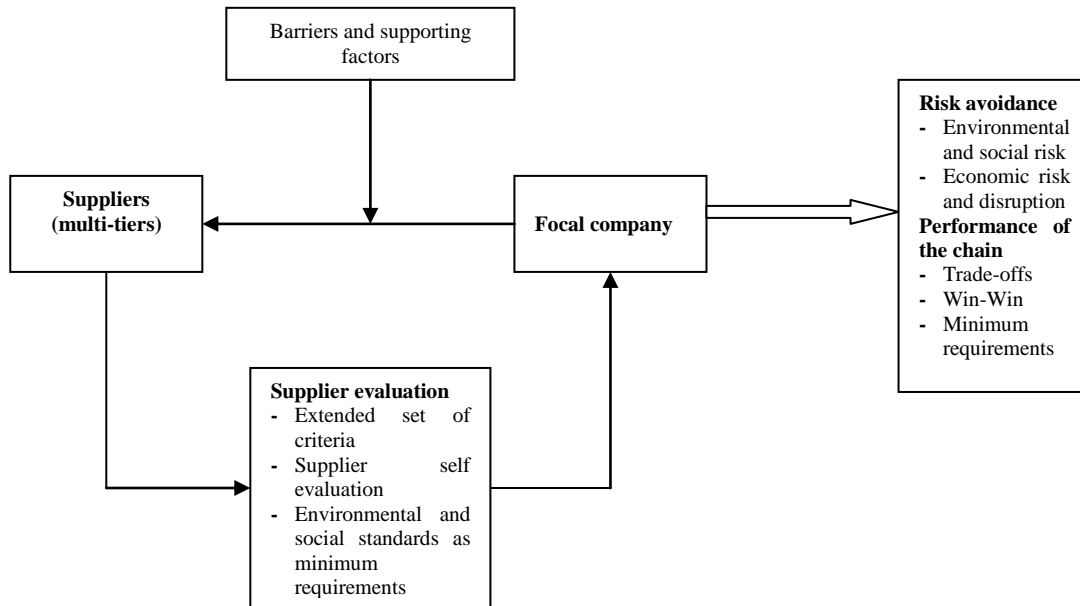 Barriers and supporting
factors
Suppliers
(multi-tiers)
Focal company
Risk avoidance
- Environmental
and social risk
- Economic risk
and disruption
Performance of
the chain
- Trade-offs
- Win-Win
- Minimum
requirements
Supplier evaluation
- Extended set of
criteria
- Supplier self
evaluation
- Environmental and
social standards as
minimum
requirements